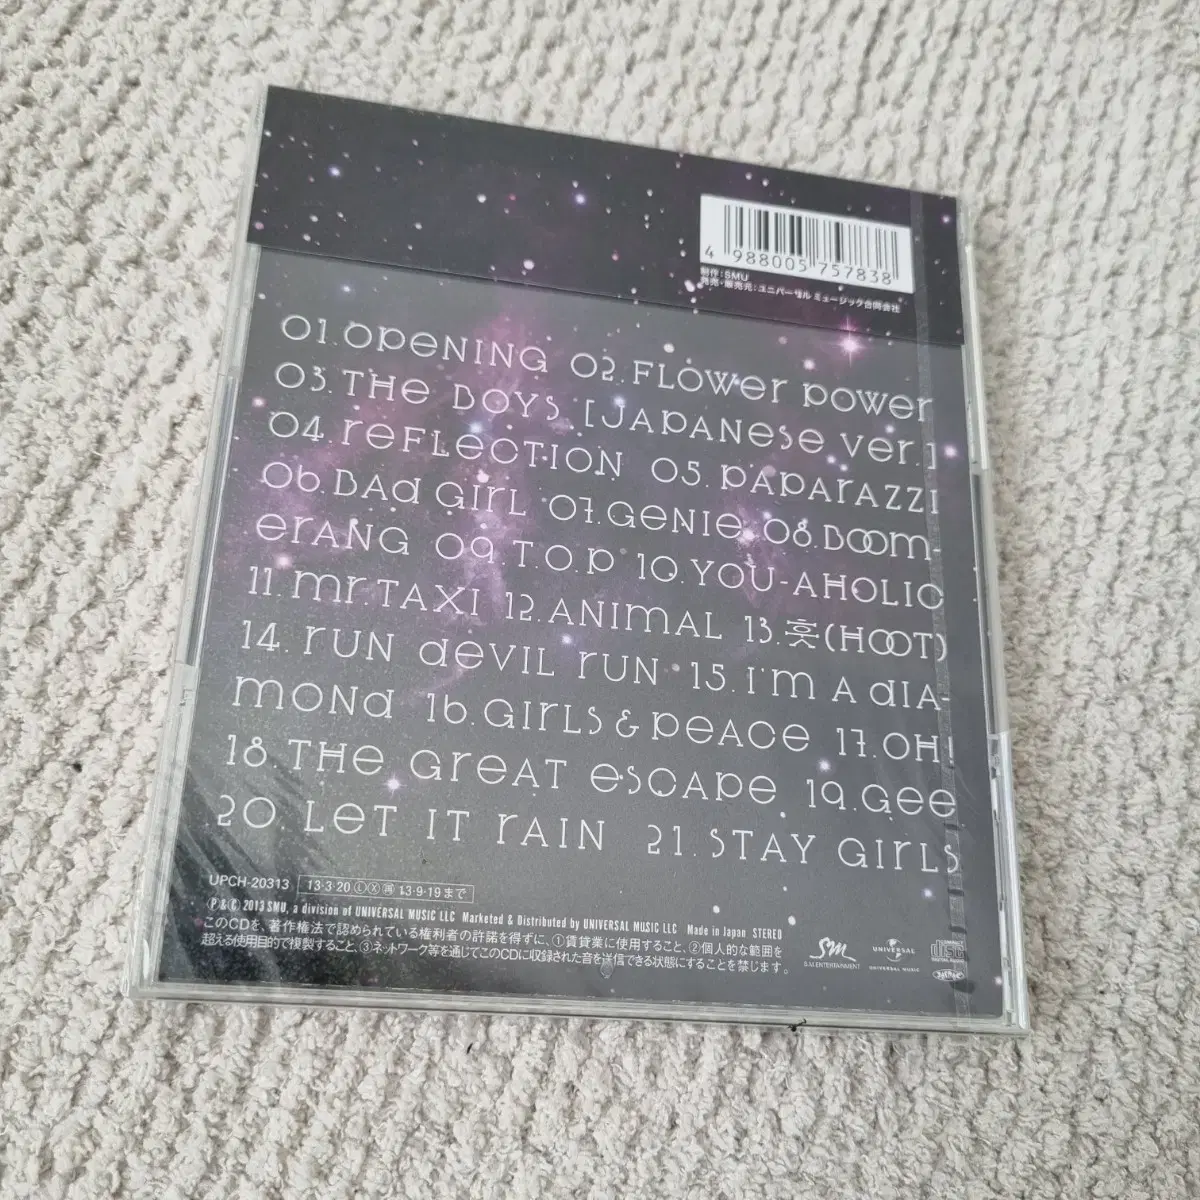 4 988005 757838
制作：SMU
発売・販売元：ユニバーサル ミュージック合同会社
01.OPENING 02.FLOWER POWER
03.THE BOYS [JAPANESE VER.]
04.REFLECTION 05.PAPARAZZI
06.BAD GIRL 07.GENIE 08.BOOM-
ERANG 09.T.O.P 10.YOU-AHOLIC
11.MR.TAXI 12.ANIMAL 13.훗(HOOT)
14.RUN DEVIL RUN 15.I'M A DIA-
MOND 16.GIRLS & PEACE 17.OH!
18.THE GREAT ESCAPE 19.GEE
20.LET IT RAIN 21.STAY GIRLS
UPCH-20313 13·3·20 Ⓛ Ⓧ 再 13·9·19まで
Ⓟ & © 2013 SMU, a division of UNIVERSAL MUSIC LLC Marketed & Distributed by UNIVERSAL MUSIC LLC Made in Japan STEREO
このCDを、著作権法で認められている権利者の許諾を得ずに、①賃貸業に使用すること、②個人的な範囲を
超える使用目的で複製すること、③ネットワーク等を通じてこのCDに収録された音を送信できる状態にすることを禁じます。
SM
S.M.ENTERTAINMENT
UNIVERSAL
UNIVERSAL MUSIC
COMPACT
disc
DIGITAL AUDIO